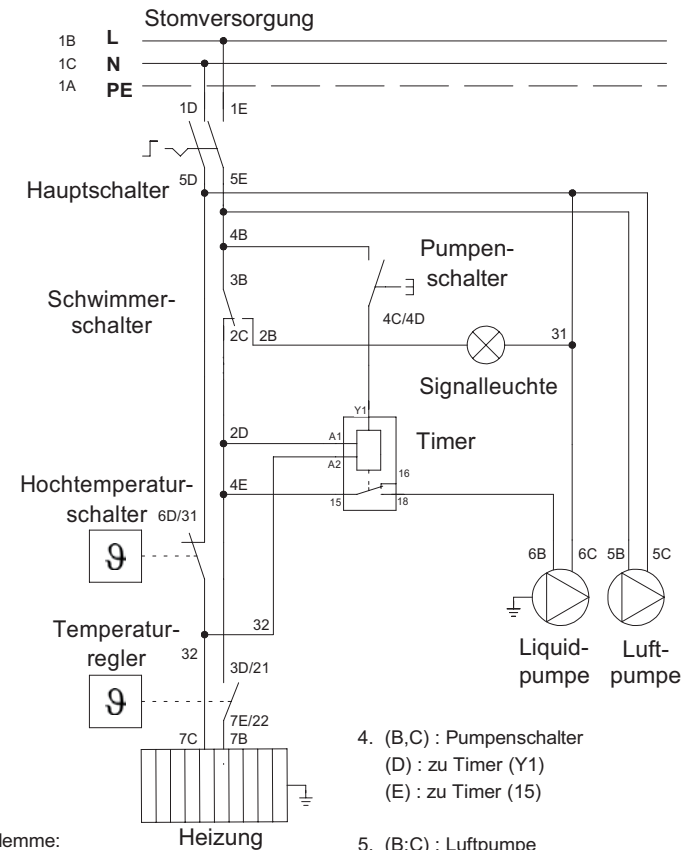 Stomversorgung
1B L
1C N
1A PE
1D 1E
Hauptschalter
5D 5E
4B
Pumpen-
schalter
3B
Schwimmer-
schalter
4C/4D
2C 2B
31
Signalleuchte
Y1
2D
A1
Timer
A2
16
Hochtemperatur-
schalter
4E
15
18
6D/31
ϑ
6B 6C 5B 5C
Temperatur-
regler
32
32
Liquid-
pumpe
Luft-
pumpe
3D/21
ϑ
7E/22
7C 7B
Heizung
4. (B,C) : Pumpenschalter
(D) : zu Timer (Y1)
(E) : zu Timer (15)
5. (B;C) : Luftpumpe
lemme: